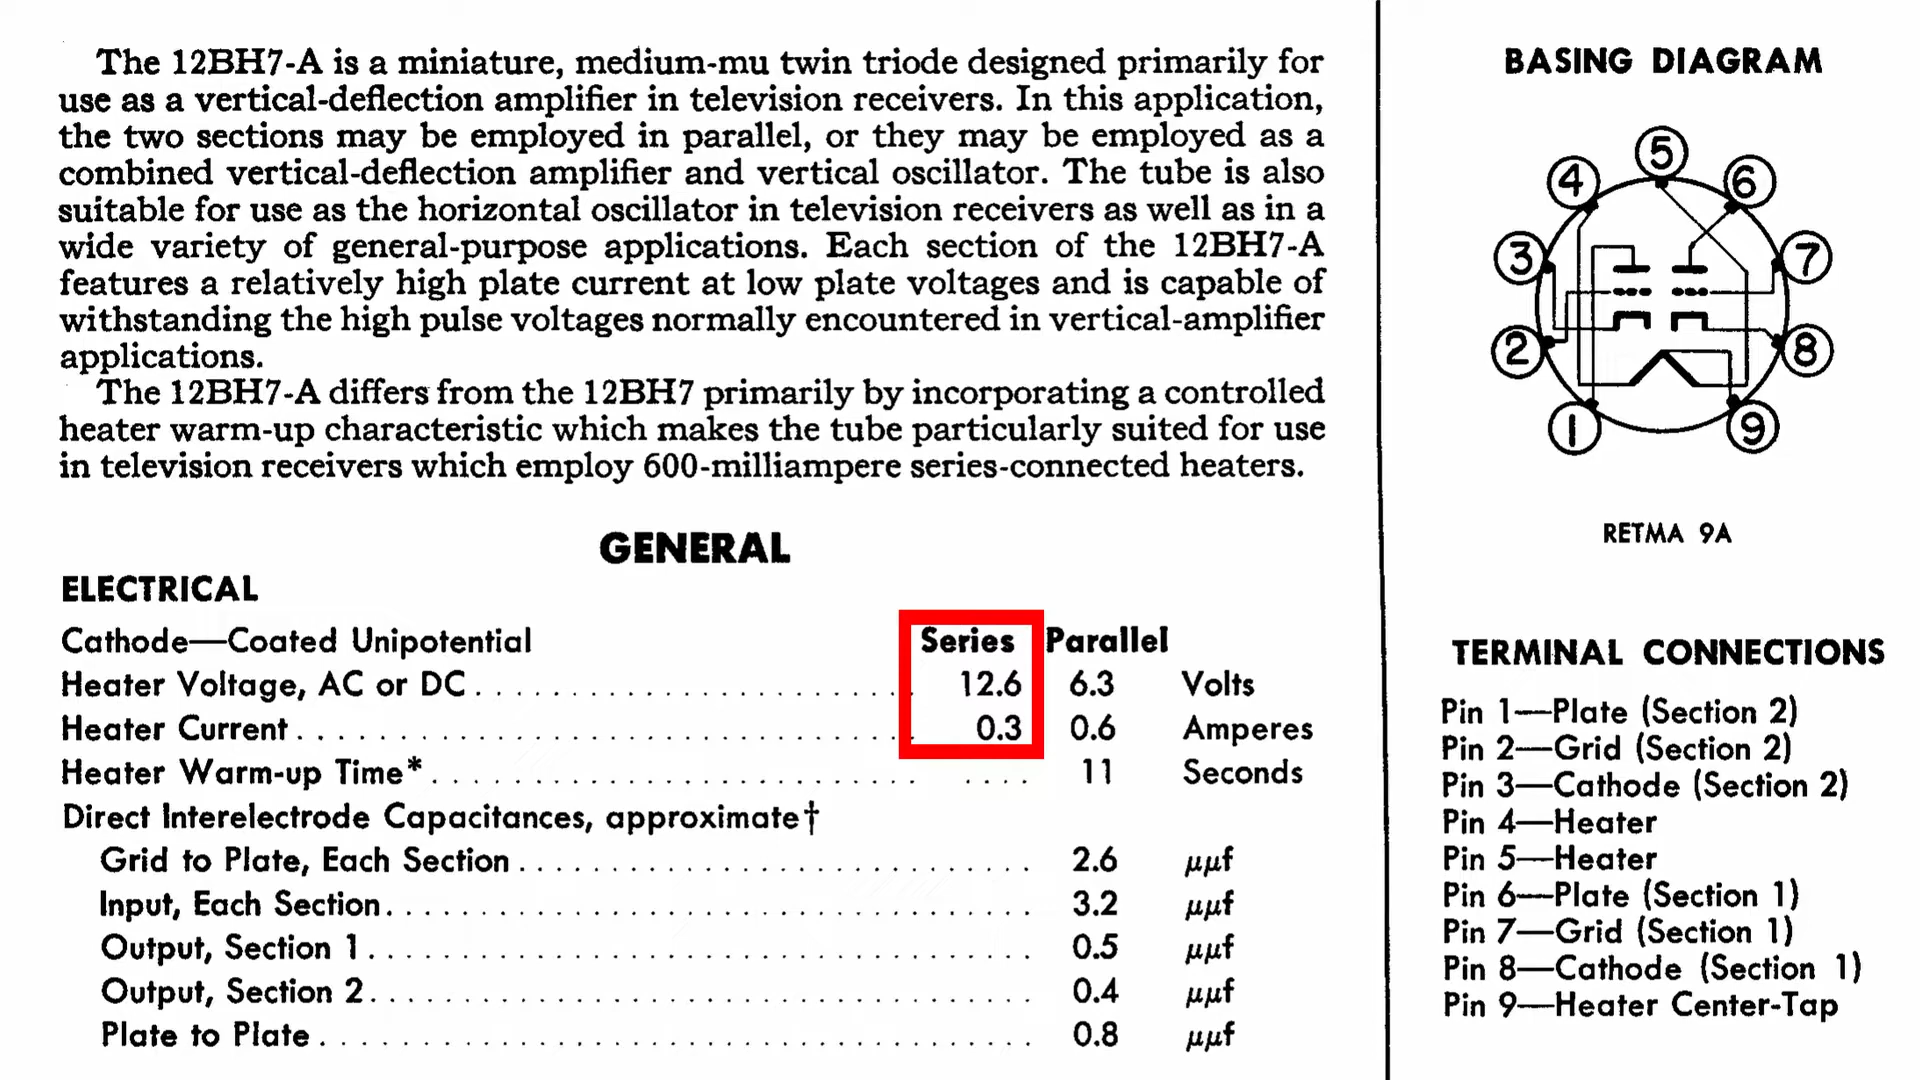 The 12BH7-A is a miniature, medium-mu twin triode designed primarily for
use as a vertical-deflection amplifier in television receivers. In this application,
the two sections may be employed in parallel, or they may be employed as a
combined vertical-deflection amplifier and vertical oscillator. The tube is also
suitable for use as the horizontal oscillator in television receivers as well as in a
wide variety of general-purpose applications. Each section of the 12BH7-A
features a relatively high plate current at low plate voltages and is capable of
withstanding the high pulse voltages normally encountered in vertical-amplifier
applications.
The 12BH7-A differs from the 12BH7 primarily by incorporating a controlled
heater warm-up characteristic which makes the tube particularly suited for use
in television receivers which employ 600-milliampere series-connected heaters.
GENERAL
ELECTRICAL
Cathode—Coated Unipotential Series Parallel
Heater Voltage, AC or DC 12.6 6.3 Volts
Heater Current 0.3 0.6 Amperes
Heater Warm-up Time* .... 11 Seconds
Direct Interelectrode Capacitances, approximate†
Grid to Plate, Each Section 2.6 μμf
Input, Each Section 3.2 μμf
Output, Section 1 0.5 μμf
Output, Section 2 0.4 μμf
Plate to Plate 0.8 μμf
BASING DIAGRAM
5
4 6
3 7
2 8
1 9
RETMA 9A
TERMINAL CONNECTIONS
Pin 1—Plate (Section 2)
Pin 2—Grid (Section 2)
Pin 3—Cathode (Section 2)
Pin 4—Heater
Pin 5—Heater
Pin 6—Plate (Section 1)
Pin 7—Grid (Section 1)
Pin 8—Cathode (Section 1)
Pin 9—Heater Center-Tap